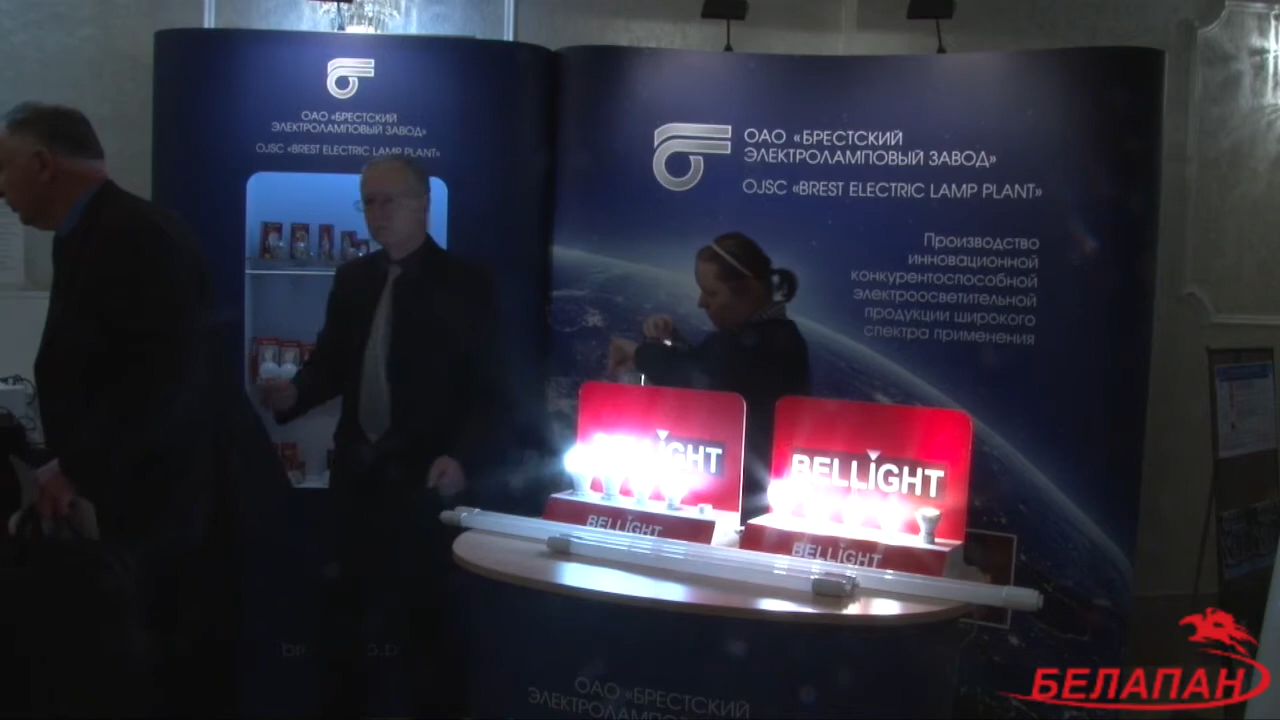 ОАО «БРЕСТСКИЙ
ЭЛЕКТРОЛАМПОВЫЙ ЗАВОД»
OJSC «BREST ELECTRIC LAMP PLANT»
ОАО «БРЕСТСКИЙ
ЭЛЕКТРОЛАМПОВЫЙ ЗАВОД»
OJSC «BREST ELECTRIC LAMP PLANT»
Производство
инновационной
конкурентоспособной
электроосветительной
продукции широкого
спектра применения
BELLIGHT
BELLIGHT
BELLIGHT
BELLIGHT
ОАО «БРЕСТСКИЙ
ЭЛЕКТРОЛАМПОВЫЙ
БЕЛАПАН